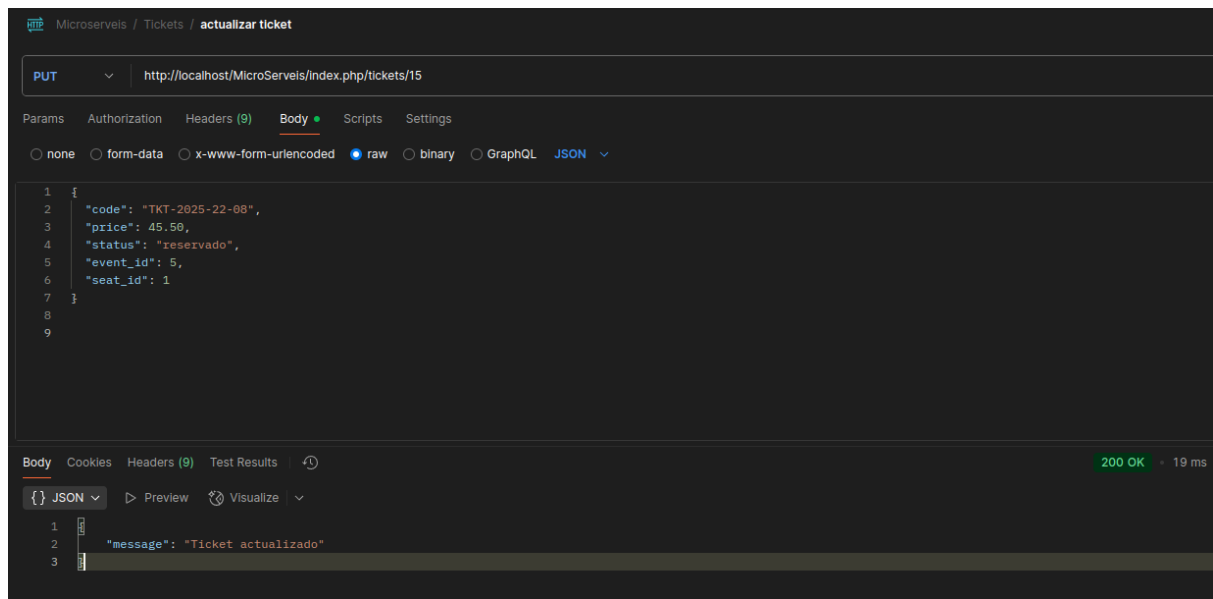 HTTP Microserveis / Tickets / actualizar ticket
PUT http://localhost/MicroServeis/index.php/tickets/15
Params Authorization Headers (9) Body Scripts Settings
none form-data x-www-form-urlencoded raw binary GraphQL JSON
1 {
2 "code": "TKT-2025-22-08",
3 "price": 45.50,
4 "status": "reservado",
5 "event_id": 5,
6 "seat_id": 1
7 }
8
9
Body Cookies Headers (9) Test Results 200 OK • 19 ms
{} JSON Preview Visualize
1 {
2 "message": "Ticket actualizado"
3 }